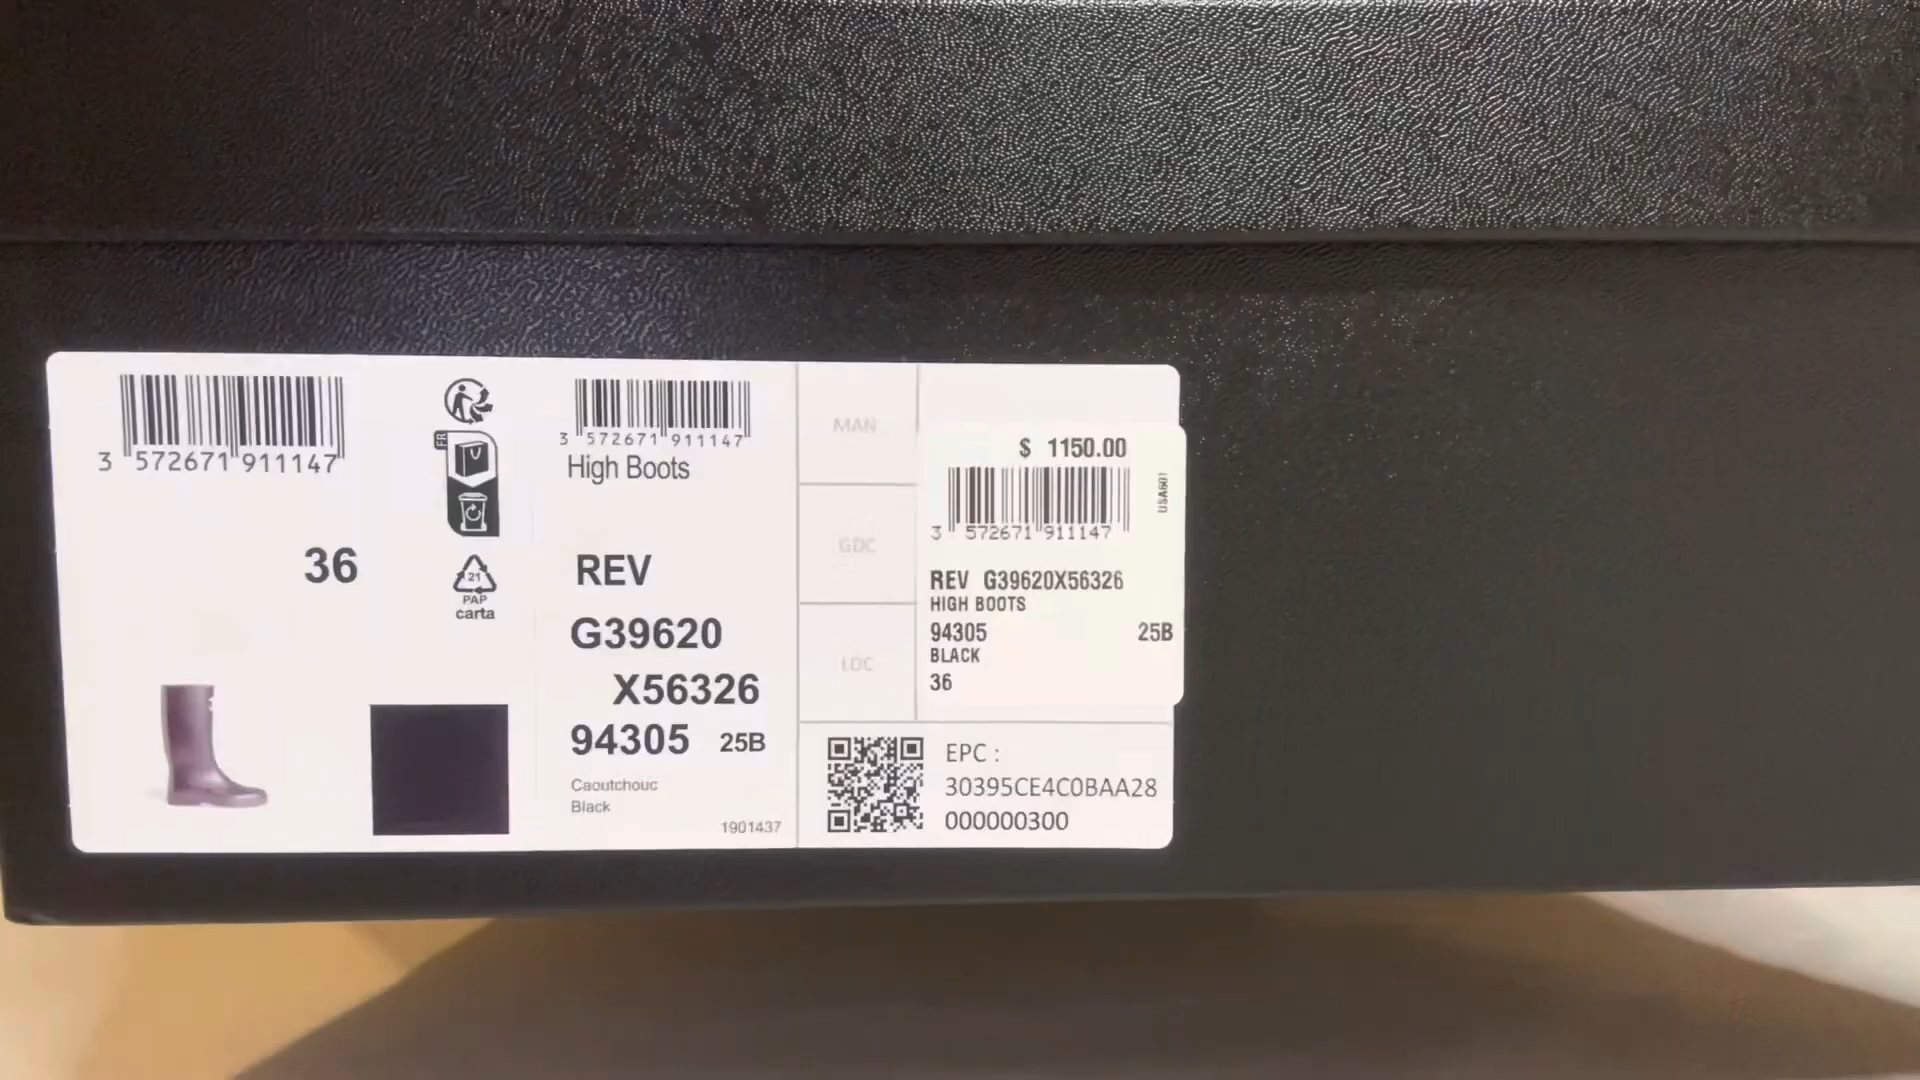 3 572671 911147
36
FR
21
PAP
carta
3 572671 911147
High Boots
REV
G39620
X56326
94305 25B
Caoutchouc
Black
1901437
MAN
GDC
LDC
$ 1150.00
3 572671 911147
USA601
REV G39620X56326
HIGH BOOTS
94305 25B
BLACK
36
EPC :
30395CE4C0BAA28
000000300